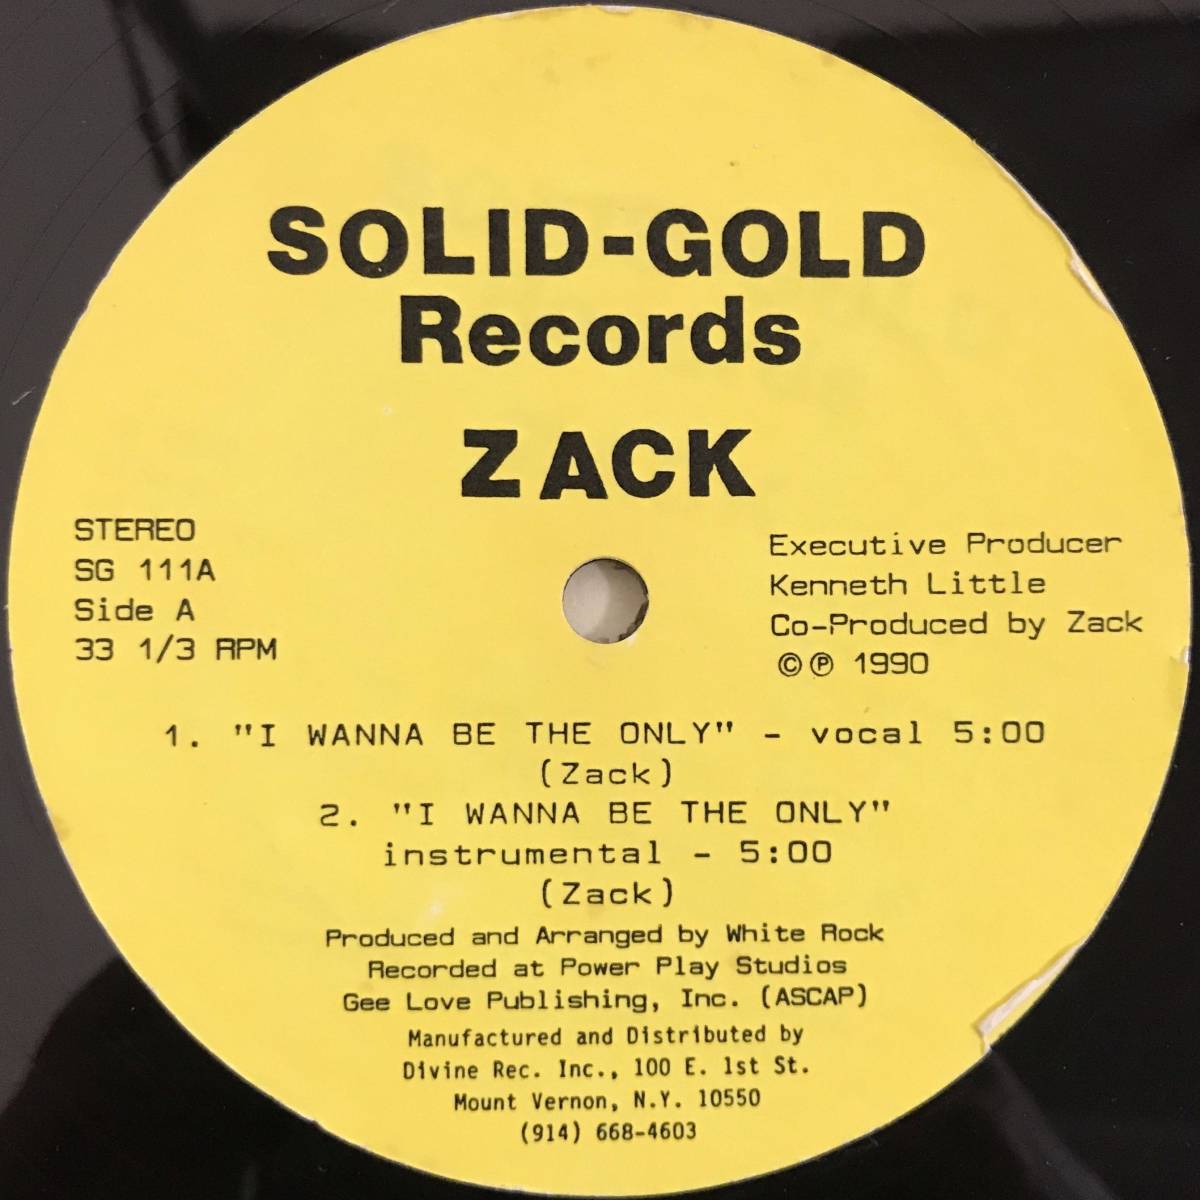 SOLID-GOLD
Records
ZACK
STEREO
SG 111A
Side A
33 1/3 RPM
Executive Producer
Kenneth Little
Co-Produced by Zack
©℗ 1990
1. "I WANNA BE THE ONLY" - vocal 5:00
(Zack)
2. "I WANNA BE THE ONLY"
instrumental - 5:00
(Zack)
Produced and Arranged by White Rock
Recorded at Power Play Studios
Gee Love Publishing, Inc. (ASCAP)
Manufactured and Distributed by
Divine Rec. Inc., 100 E. 1st St.
Mount Vernon, N.Y. 10550
(914) 668-4603